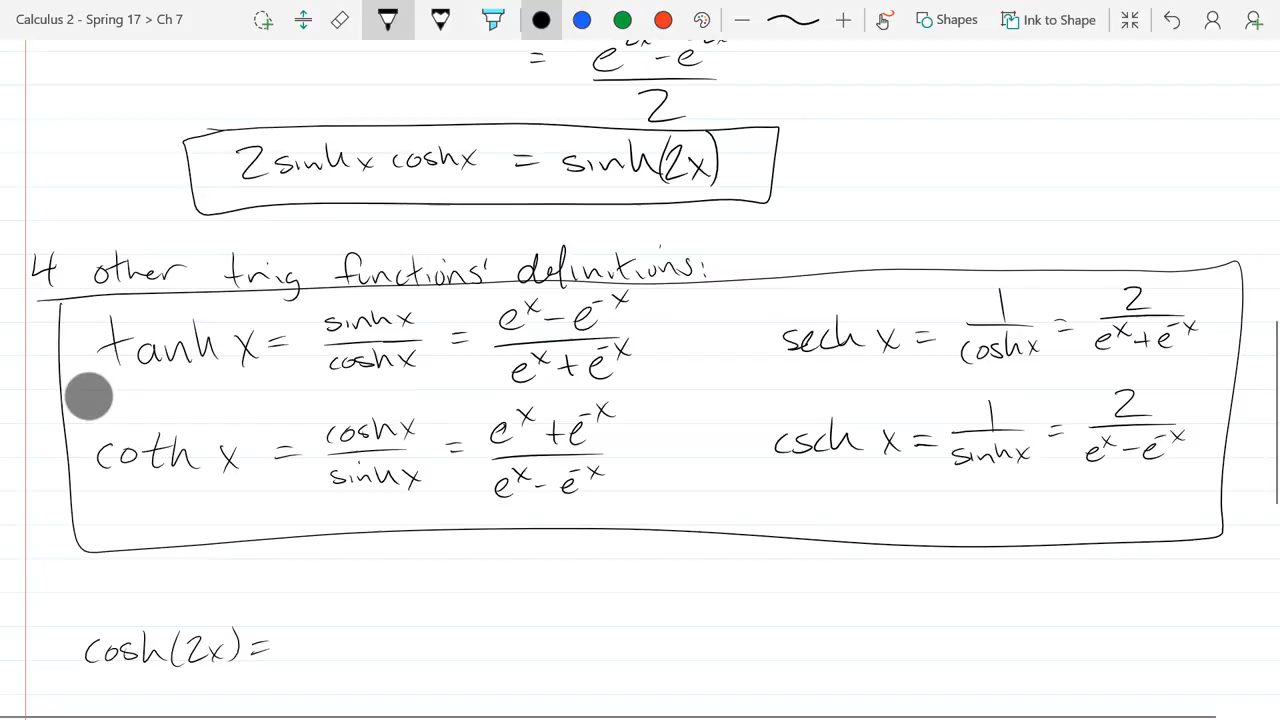 Calculus 2 - Spring 17 > Ch 7 Shapes Ink to Shape
= (e^2x - e^-2x)/2
2 sinh x cosh x = sinh(2x)
4 other trig functions' definitions:
tanh x = sinh x/cosh x = (e^x - e^-x)/(e^x + e^-x) sech x = 1/cosh x = 2/(e^x + e^-x)
coth x = cosh x/sinh x = (e^x + e^-x)/(e^x - e^-x) csch x = 1/sinh x = 2/(e^x - e^-x)
cosh(2x) =